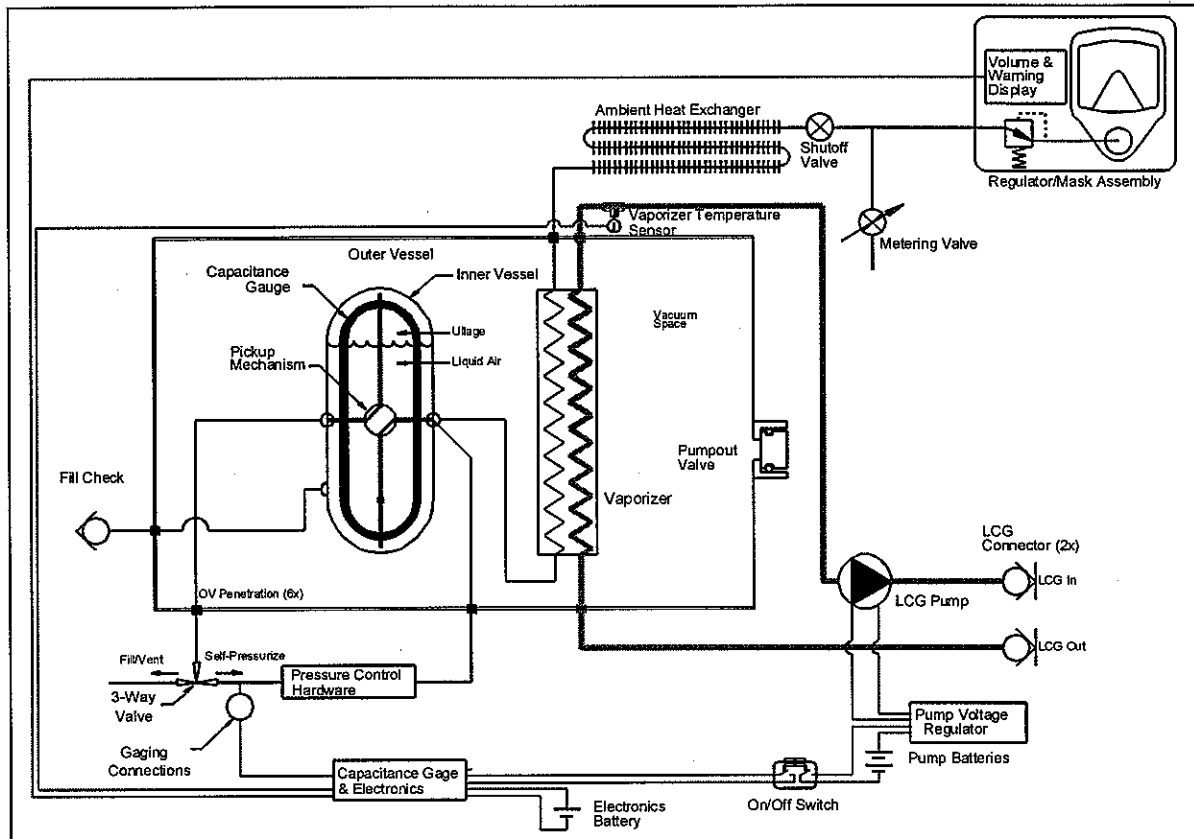 Volume &
Warning
Display
Regulator/Mask Assembly
Ambient Heat Exchanger
Shutoff
Valve
Metering Valve
Vaporizer Temperature
Sensor
Outer Vessel
Capacitance
Gauge
Inner Vessel
Ullage
Liquid Air
Pickup
Mechanism
Vacuum
Space
Pumpout
Valve
Vaporizer
Fill Check
OV Penetration (6x)
LCG
Connector (2x)
LCG In
LCG Pump
LCG Out
Fill/Vent
Self-Pressurize
3-Way
Valve
Pressure Control
Hardware
Gaging
Connections
Capacitance Gage
& Electronics
Electronics
Battery
On/Off Switch
Pump Voltage
Regulator
Pump Batteries